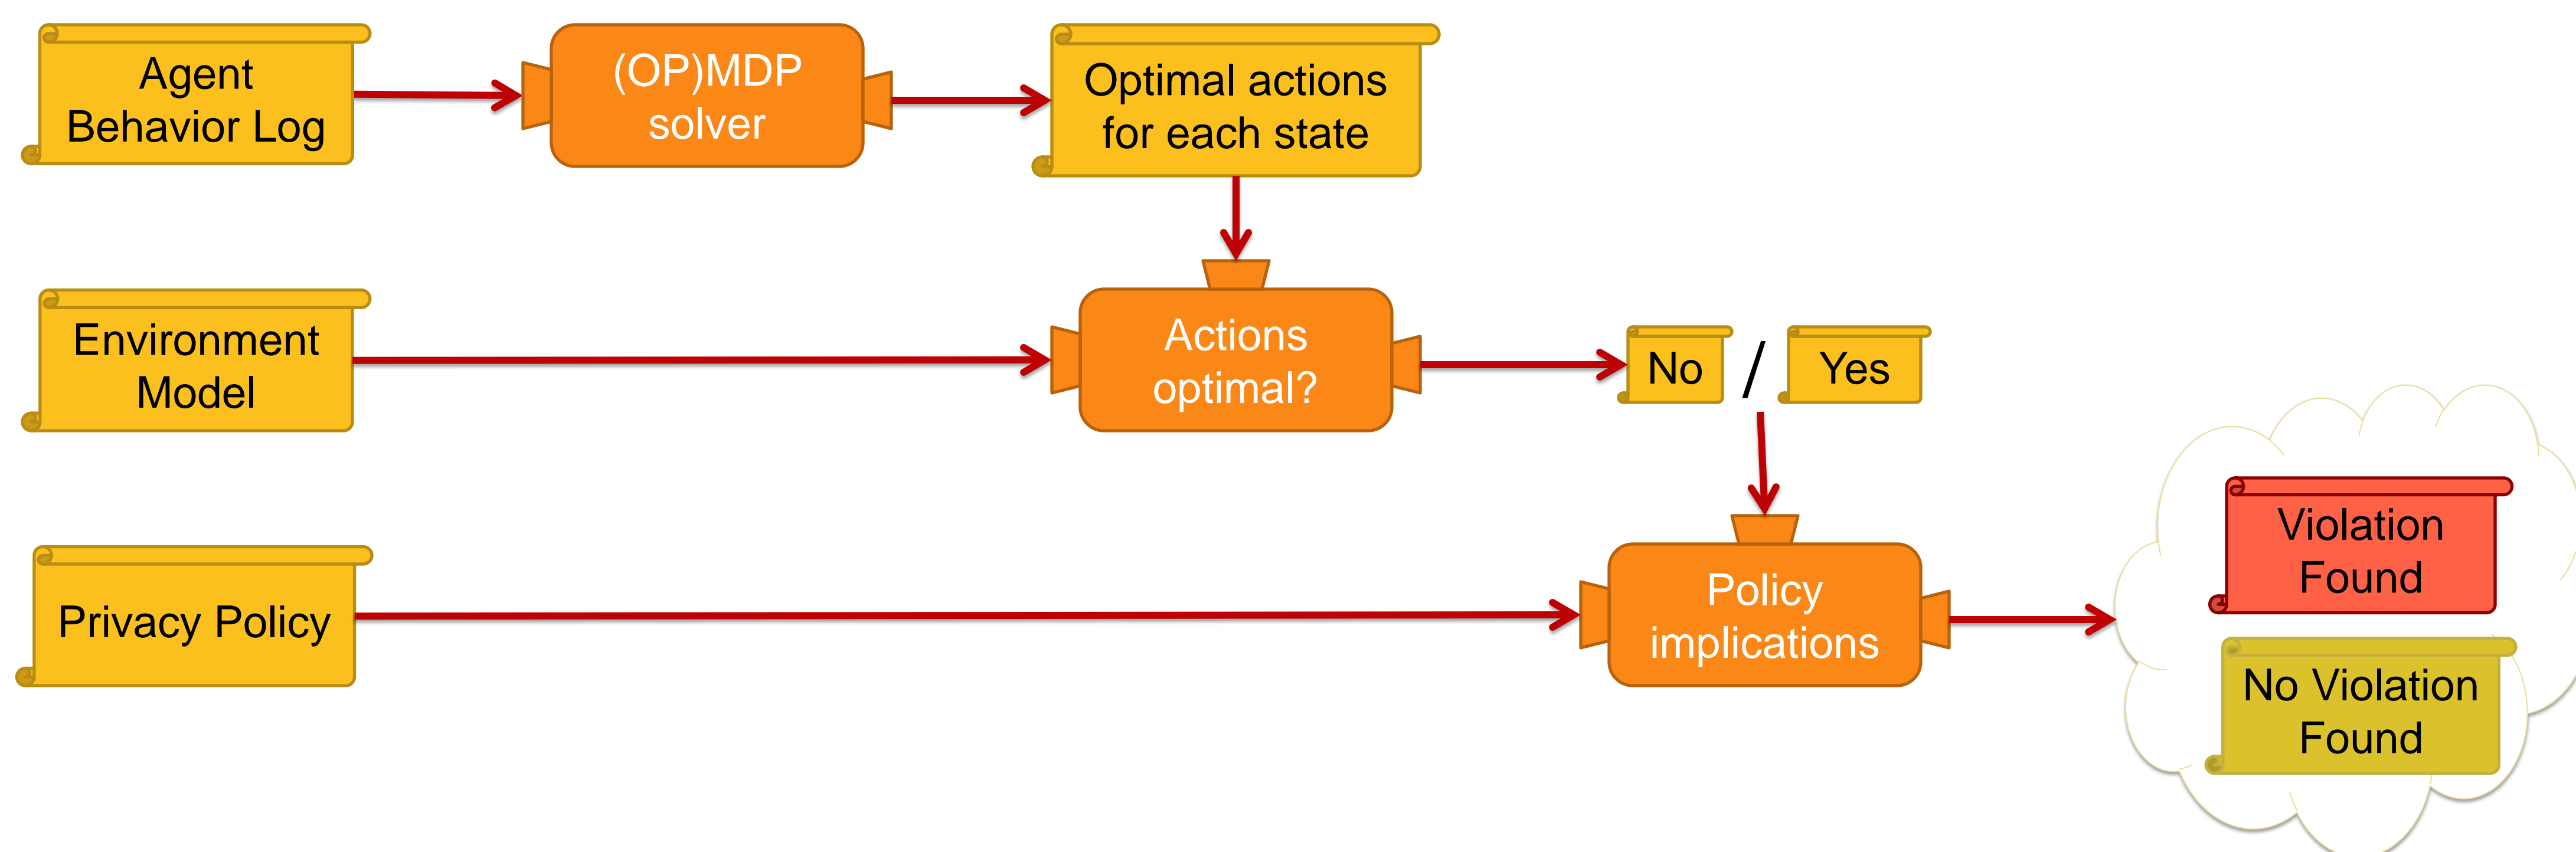 Agent
Behavior Log
(OP)MDP
solver
Optimal actions
for each state
Environment
Model
Actions
optimal?
No / Yes
Privacy Policy
Policy
implications
Violation
Found
No Violation
Found